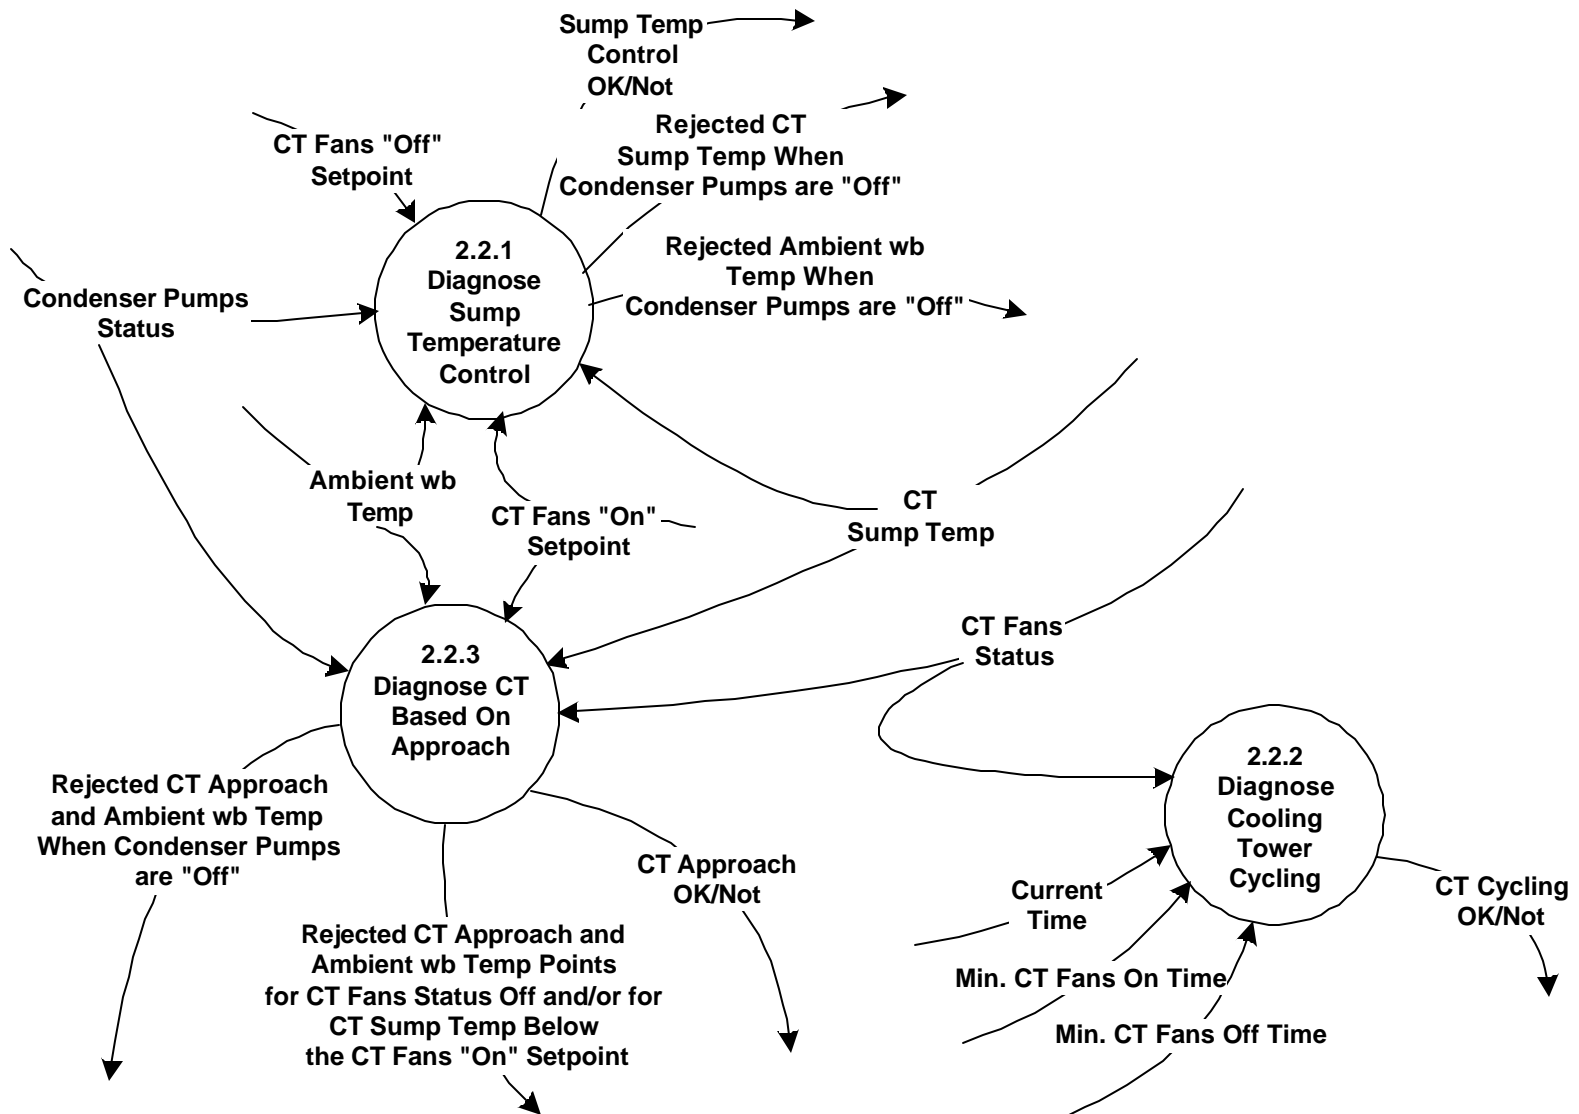 Sump Temp
Control
OK/Not
Rejected CT
Sump Temp When
Condenser Pumps are "Off"
CT Fans "Off"
Setpoint
2.2.1
Diagnose
Sump
Temperature
Control
Rejected Ambient wb
Temp When
Condenser Pumps are "Off"
Condenser Pumps
Status
Ambient wb
Temp
CT Fans "On"
Setpoint
CT
Sump Temp
CT Fans
Status
2.2.3
Diagnose CT
Based On
Approach
2.2.2
Diagnose
Cooling
Tower
Cycling
Rejected CT Approach
and Ambient wb Temp
When Condenser Pumps
are "Off"
CT Approach
OK/Not
Current
Time
CT Cycling
OK/Not
Rejected CT Approach and
Ambient wb Temp Points
for CT Fans Status Off and/or for
CT Sump Temp Below
the CT Fans "On" Setpoint
Min. CT Fans On Time
Min. CT Fans Off Time